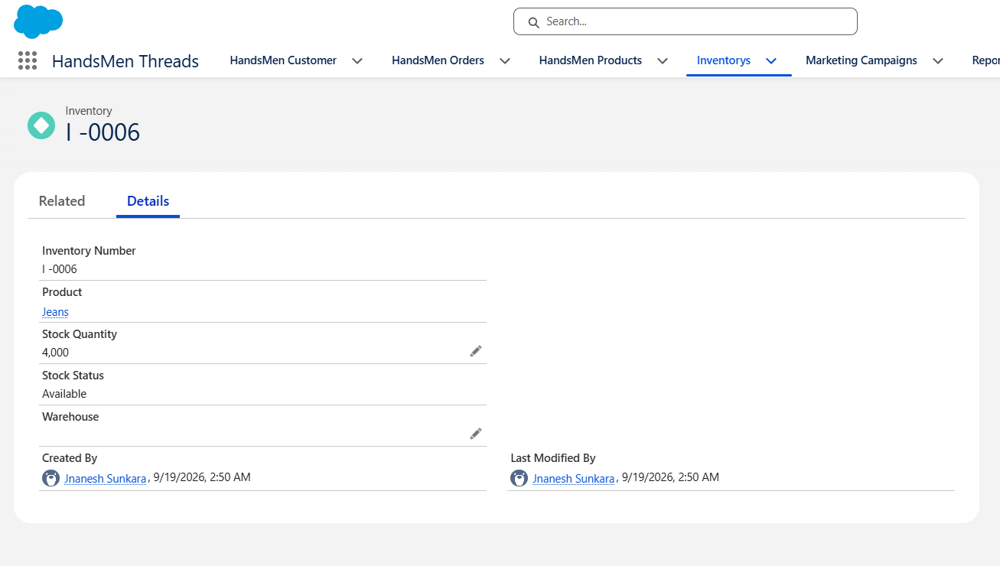 Search...
HandsMen Threads HandsMen Customer HandsMen Orders HandsMen Products Inventorys Marketing Campaigns Repor
Inventory
I -0006
Related Details
Inventory Number
I -0006
Product
Jeans
Stock Quantity
4,000
Stock Status
Available
Warehouse
Created By Last Modified By
Jnanesh Sunkara, 9/19/2026, 2:50 AM Jnanesh Sunkara, 9/19/2026, 2:50 AM